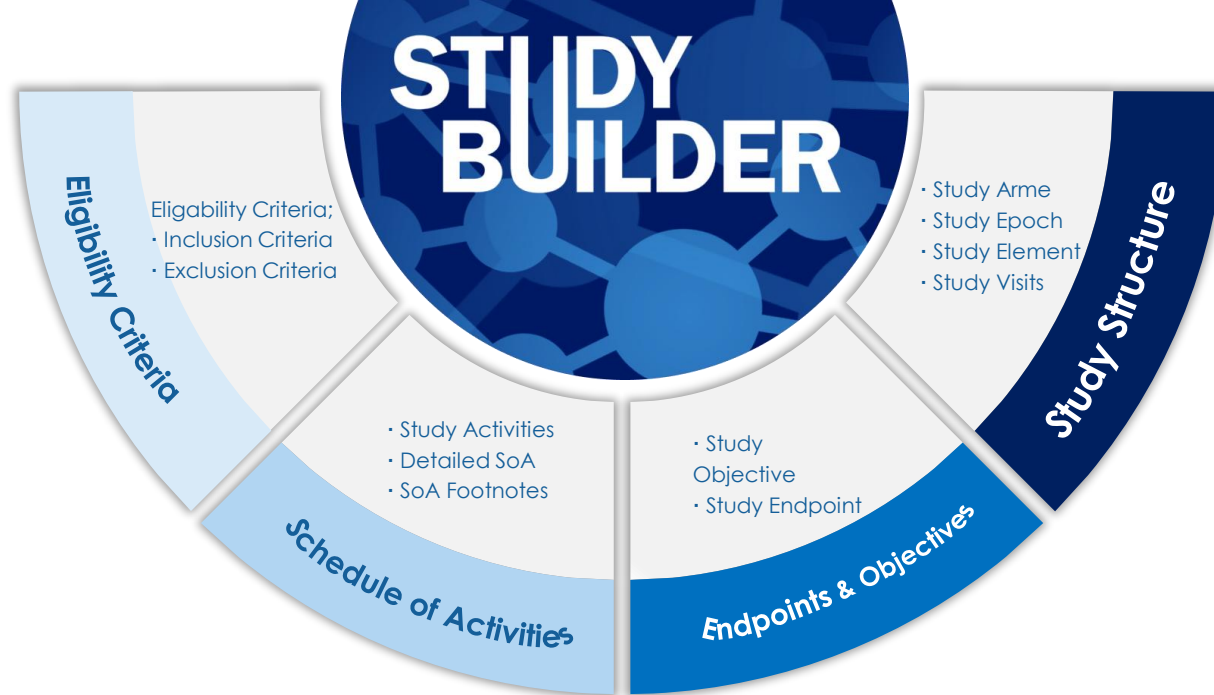 STUDY
BUILDER
Eligibility Criteria
Eligability Criteria;
· Inclusion Criteria
· Exclusion Criteria
Schedule of Activities
· Study Activities
· Detailed SoA
· SoA Footnotes
Endpoints & Objectives
· Study
Objective
· Study Endpoint
Study Structure
· Study Arme
· Study Epoch
· Study Element
· Study Visits